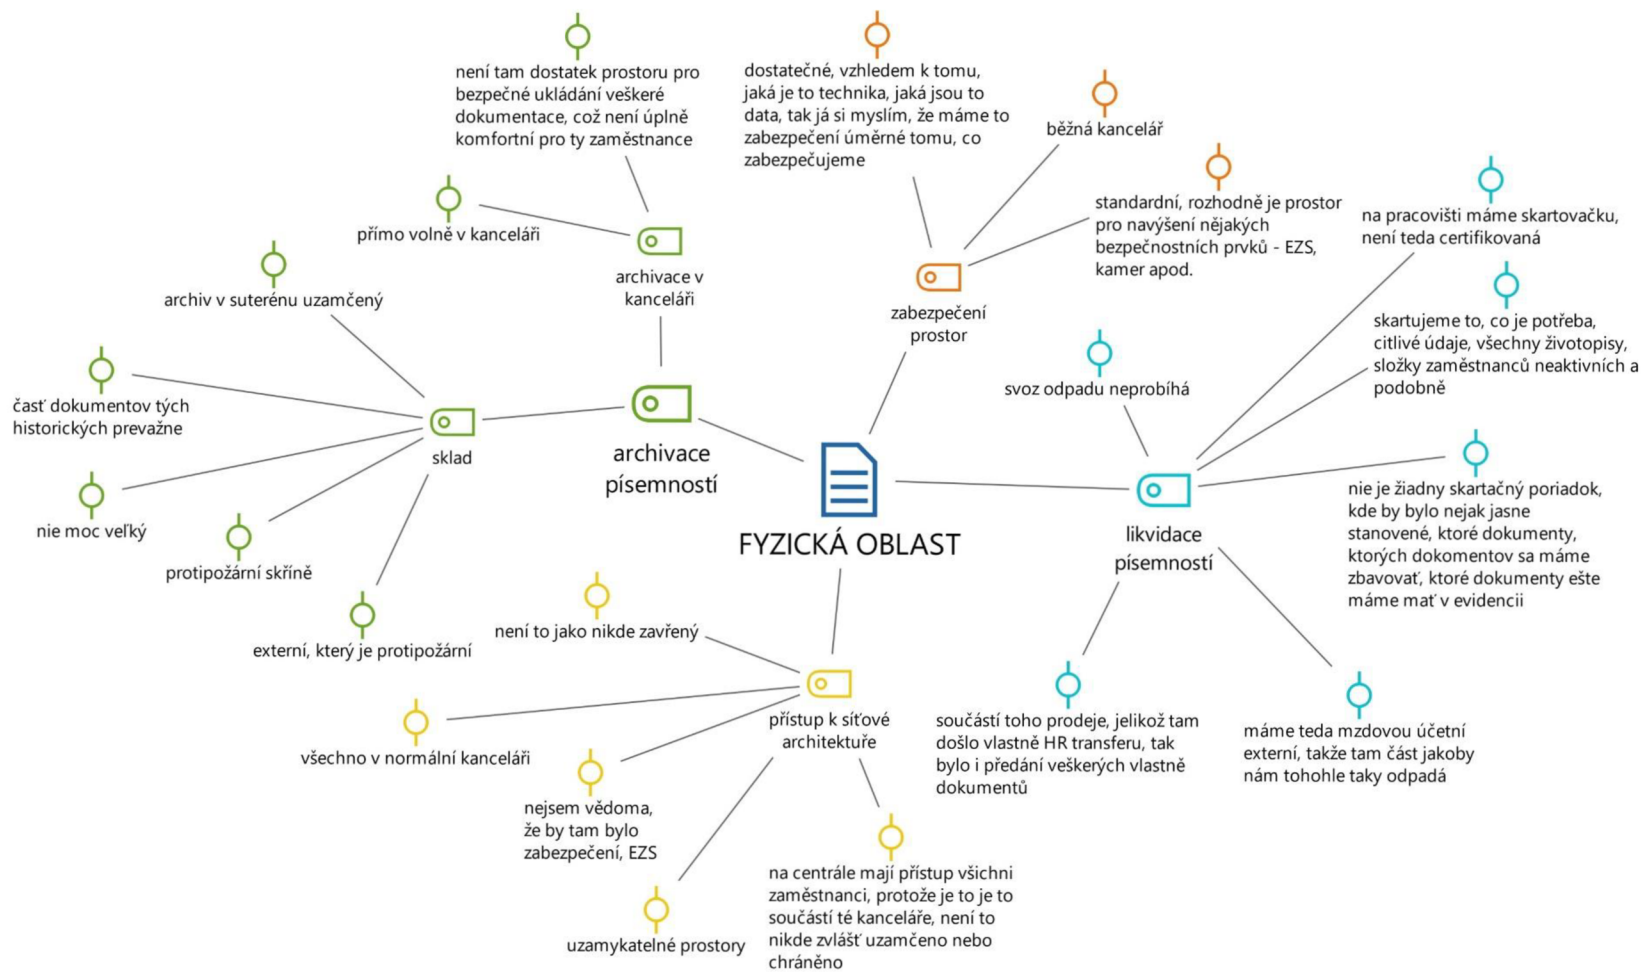 není tam dostatek prostoru pro
bezpečné ukládání veškeré
dokumentace, což není úplně
komfortní pro ty zaměstnance
dostatečné, vzhledem k tomu,
jaká je to technika, jaká jsou to
data, tak já si myslím, že máme to
zabezpečení úměrné tomu, co
zabezpečujeme
běžná kancelář
standardní, rozhodně je prostor
pro navýšení nějakých
bezpečnostních prvků - EZS,
kamer apod.
na pracovišti máme skartovačku,
není teda certifikovaná
přímo volně v kanceláři
archivace v
kanceláři
archiv v suterénu uzamčený
zabezpečení
prostor
skartujeme to, co je potřeba,
citlivé údaje, všechny životopisy,
složky zaměstnanců neaktivních a
podobně
svoz odpadu neprobíhá
časť dokumentov tých
historických prevažne
sklad
archivace
písemností
nie moc veľký
protipožární skříně
externí, který je protipožární
FYZICKÁ OBLAST
likvidace
písemností
nie je žiadny skartačný poriadok,
kde by bylo nejak jasne
stanovené, ktoré dokumenty,
ktorých dokomentov sa máme
zbavovať, ktoré dokumenty ešte
máme mať v evidencii
není to jako nikde zavřený
všechno v normální kanceláři
přístup k síťové
architektuře
součástí toho prodeje, jelikož tam
došlo vlastně HR transferu, tak
bylo i předání veškerých vlastně
dokumentů
máme teda mzdovou účetní
externí, takže tam část jakoby
nám tohohle taky odpadá
nejsem vědoma,
že by tam bylo
zabezpečení, EZS
uzamykatelné prostory
na centrále mají přístup všichni
zaměstnanci, protože je to je to
součástí té kanceláře, není to
nikde zvlášť uzamčeno nebo
chráněno